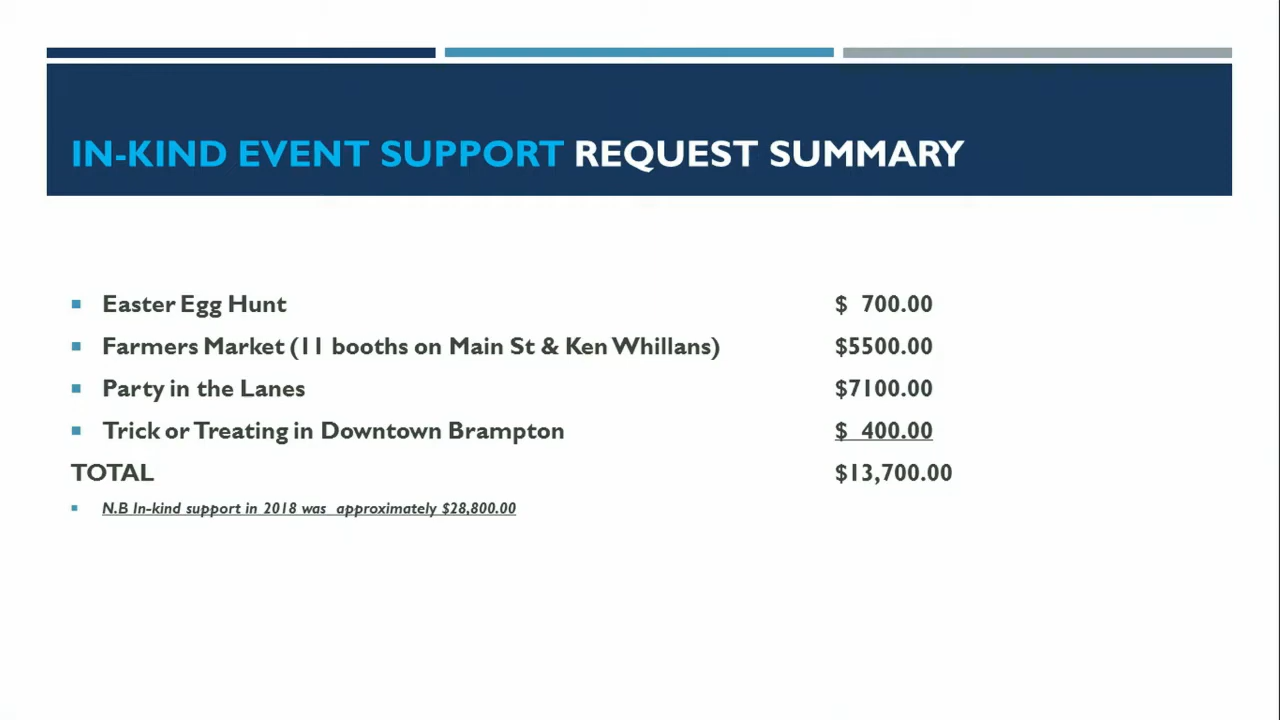 IN-KIND EVENT SUPPORT REQUEST SUMMARY
Easter Egg Hunt $ 700.00
Farmers Market (11 booths on Main St & Ken Whillans) $5500.00
Party in the Lanes $7100.00
Trick or Treating in Downtown Brampton $ 400.00
TOTAL $13,700.00
N.B In-kind support in 2018 was approximately $28,800.00